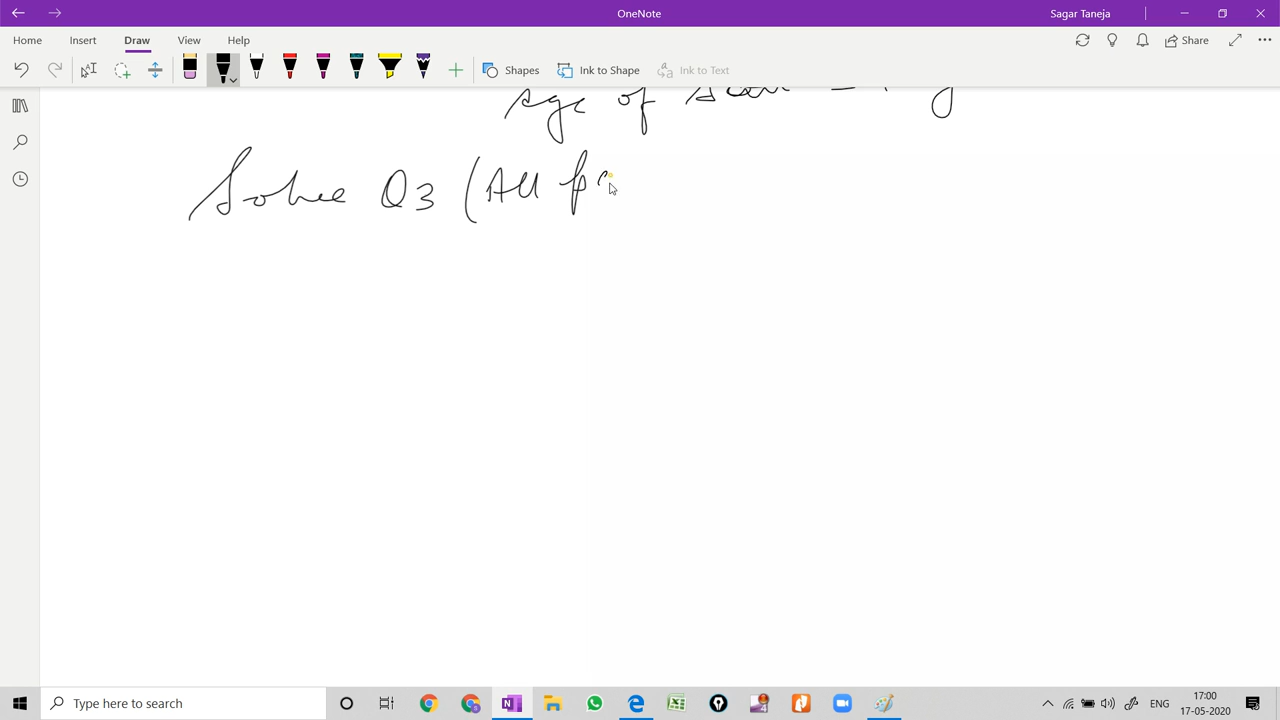 OneNote
Sagar Taneja
Home Insert Draw View Help
Share
Shapes Ink to Shape Ink to Text
Age of
Solve Q3 (All pa
Type here to search
ENG
17:00
17-05-2020